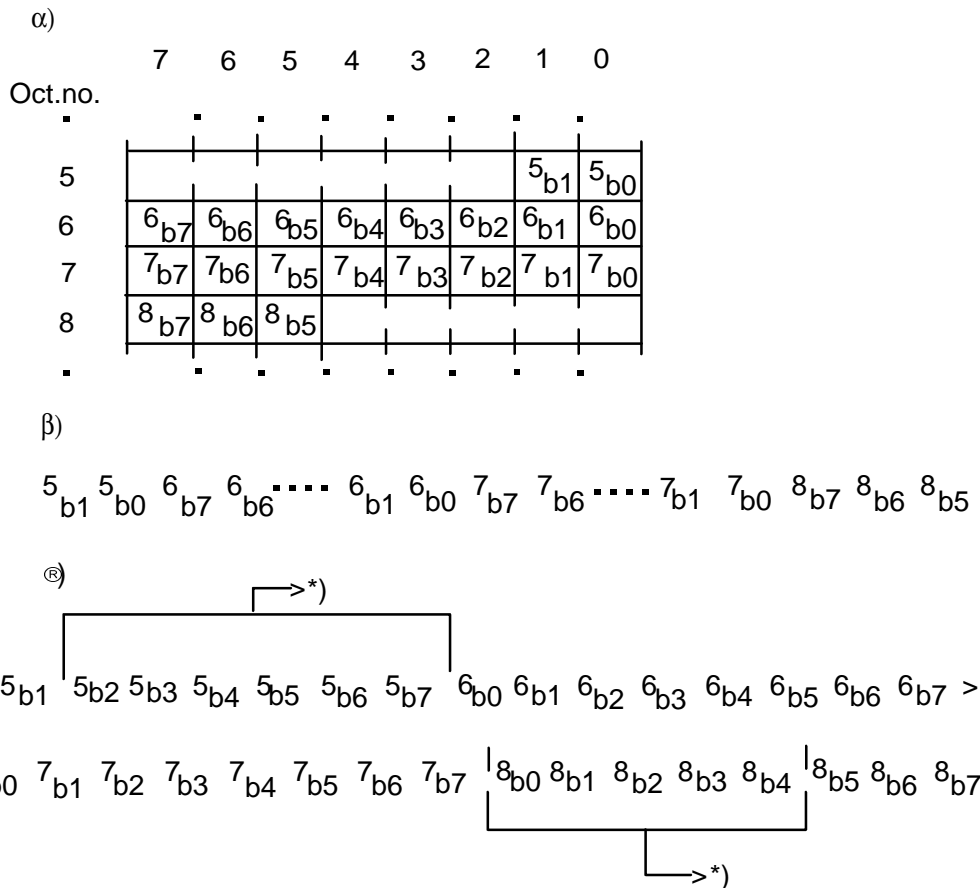 α)
7 6 5 4 3 2 1 0
Oct.no.
5 5b1 5b0
6 6b7 6b6 6b5 6b4 6b3 6b2 6b1 6b0
7 7b7 7b6 7b5 7b4 7b3 7b2 7b1 7b0
8 8b7 8b6 8b5
β)
5b1 5b0 6b7 6b6 .... 6b1 6b0 7b7 7b6 .... 7b1 7b0 8b7 8b6 8b5
®)
>*)
5b1 5b2 5b3 5b4 5b5 5b6 5b7 6b0 6b1 6b2 6b3 6b4 6b5 6b6 6b7 >
b0 7b1 7b2 7b3 7b4 7b5 7b6 7b7 8b0 8b1 8b2 8b3 8b4 8b5 8b6 8b7
>*)